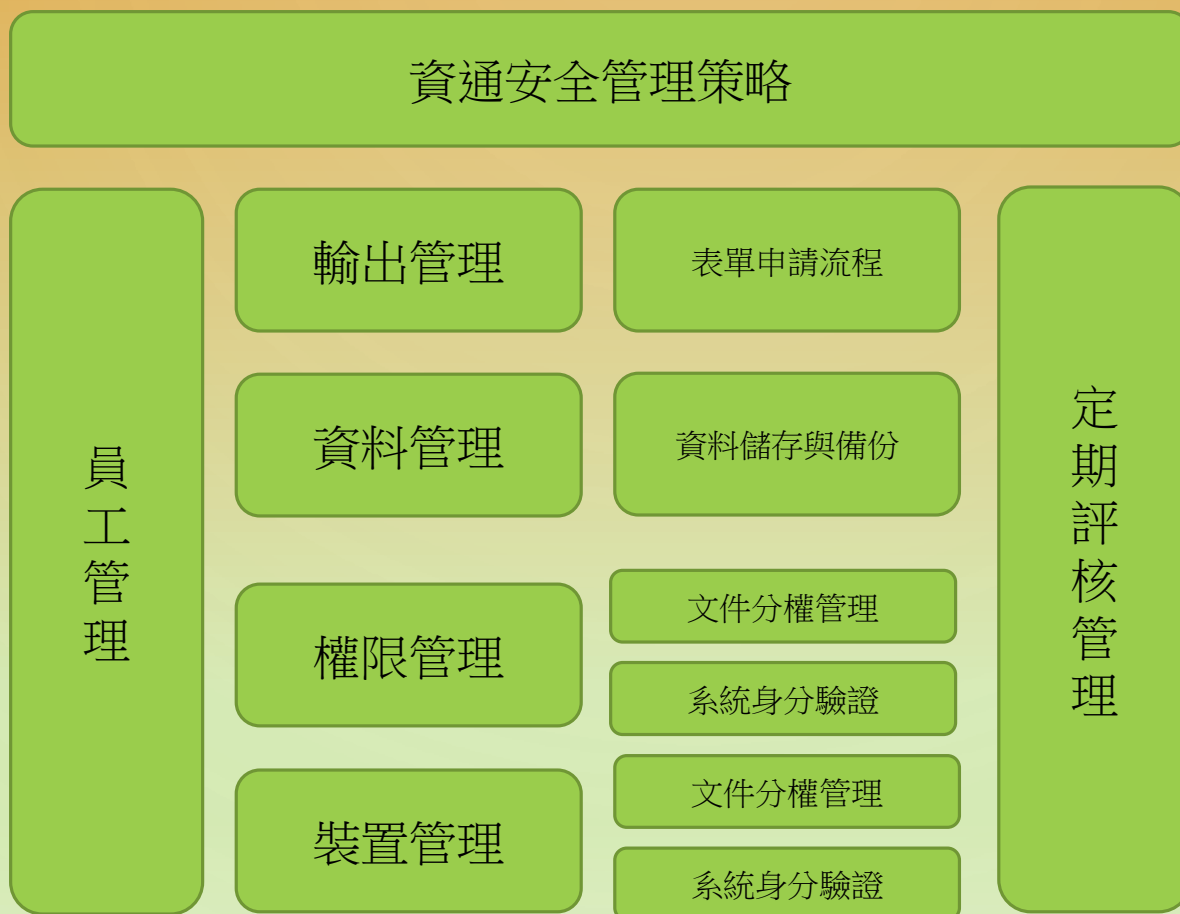 資通安全管理策略
員工管理
輸出管理
表單申請流程
資料管理
資料儲存與備份
權限管理
文件分權管理
系統身分驗證
裝置管理
文件分權管理
系統身分驗證
定期評核管理